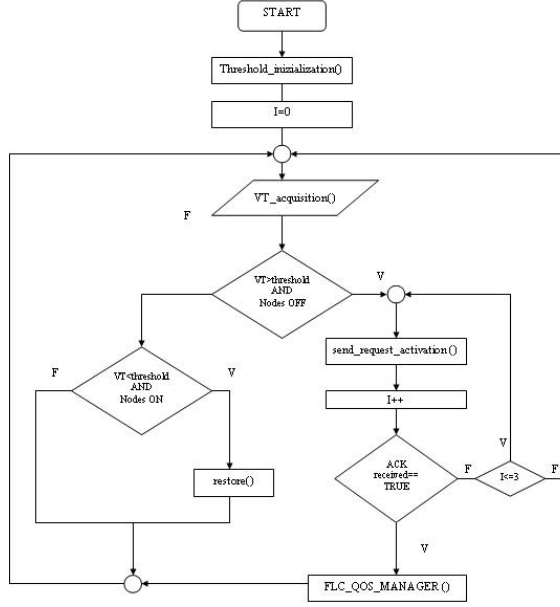 START
Threshold_inizialization()
I=0
VT_acquisition()
F
VT>threshold
AND
Nodes OFF
V
send_request_activation()
F
VT<threshold
AND
Nodes ON
V
I++
V
restore()
ACK
received==
TRUE
F
I<=3
F
V
FLC_QOS_MANAGER()